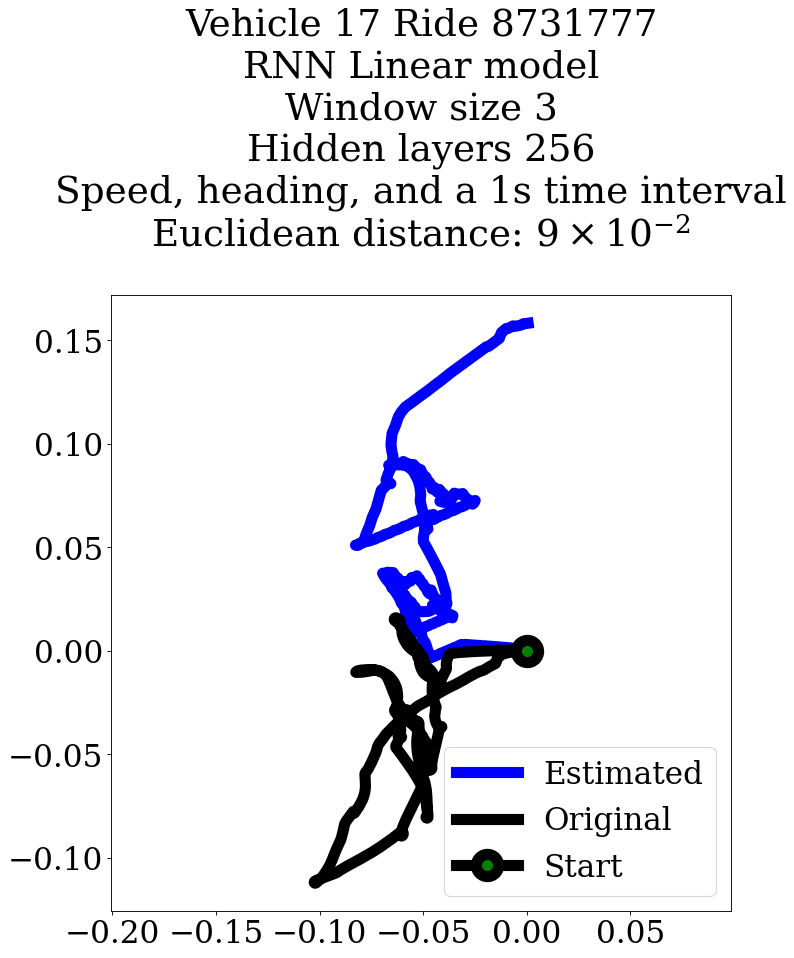 Vehicle 17 Ride 8731777
RNN Linear model
Window size 3
Hidden layers 256
Speed, heading, and a 1s time interval
Euclidean distance: 9 × 10⁻²
0.15
0.10
0.05
0.00
−0.05
−0.10
Estimated
Original
Start
−0.20 −0.15 −0.10 −0.05 0.00 0.05